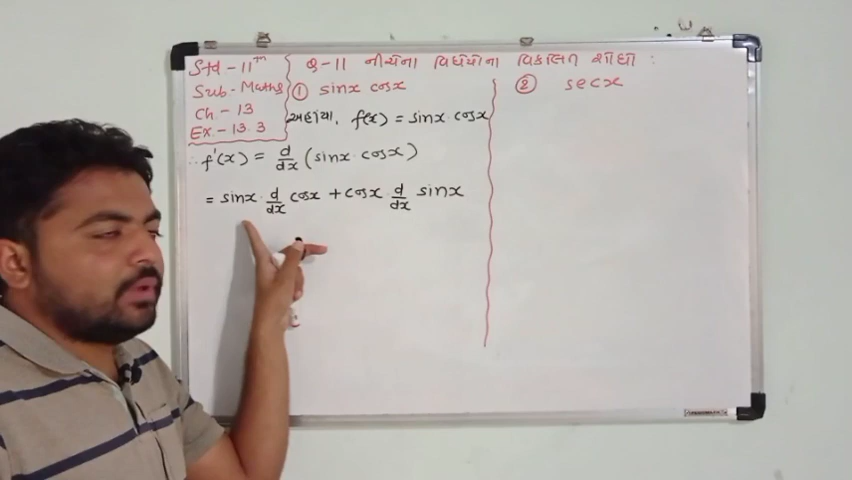 Std - 11th
Sub - Maths
Ch - 13
Ex - 13.3
Q-11 નીચેના વિધેયોના વિકલિત શોધો :
① sinx cosx
અહીંયા, f(x) = sinx · cosx
∴ f'(x) = d/dx (sinx · cosx)
= sinx · d/dx cosx + cosx · d/dx sinx
② secx